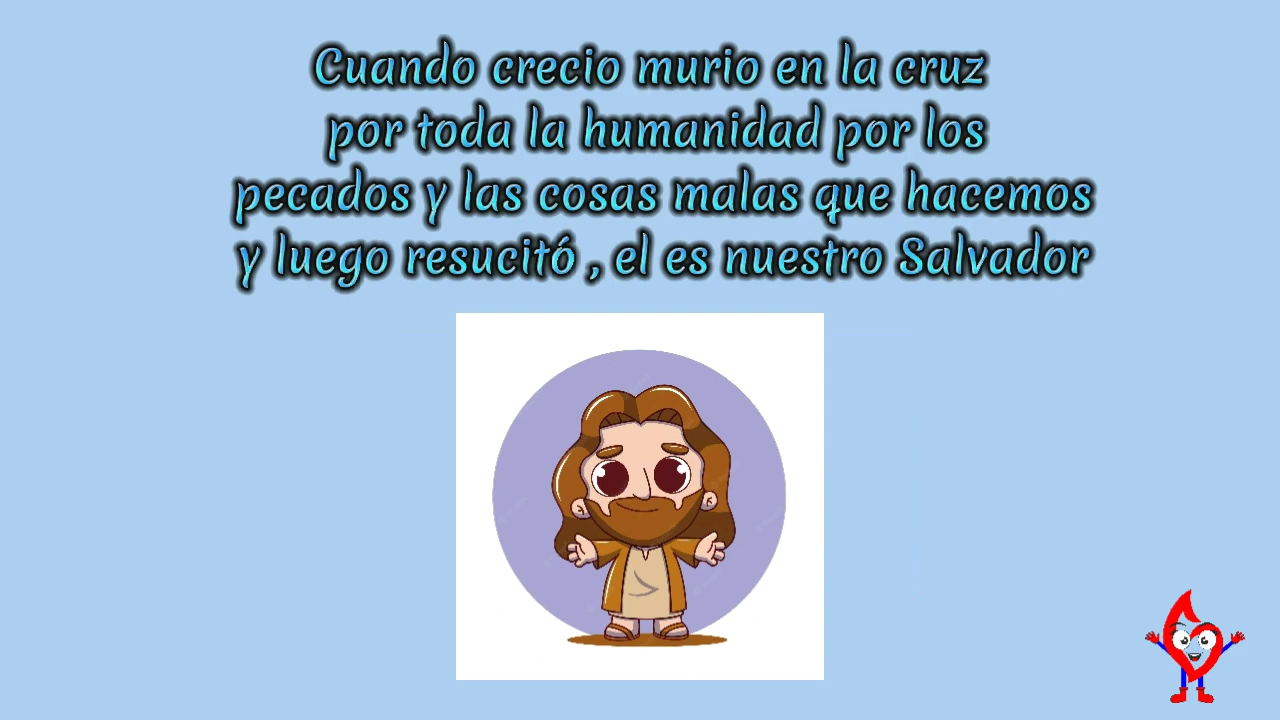 Cuando crecio murio en la cruz
por toda la humanidad por los
pecados y las cosas malas que hacemos
y luego resucitó , el es nuestro Salvador